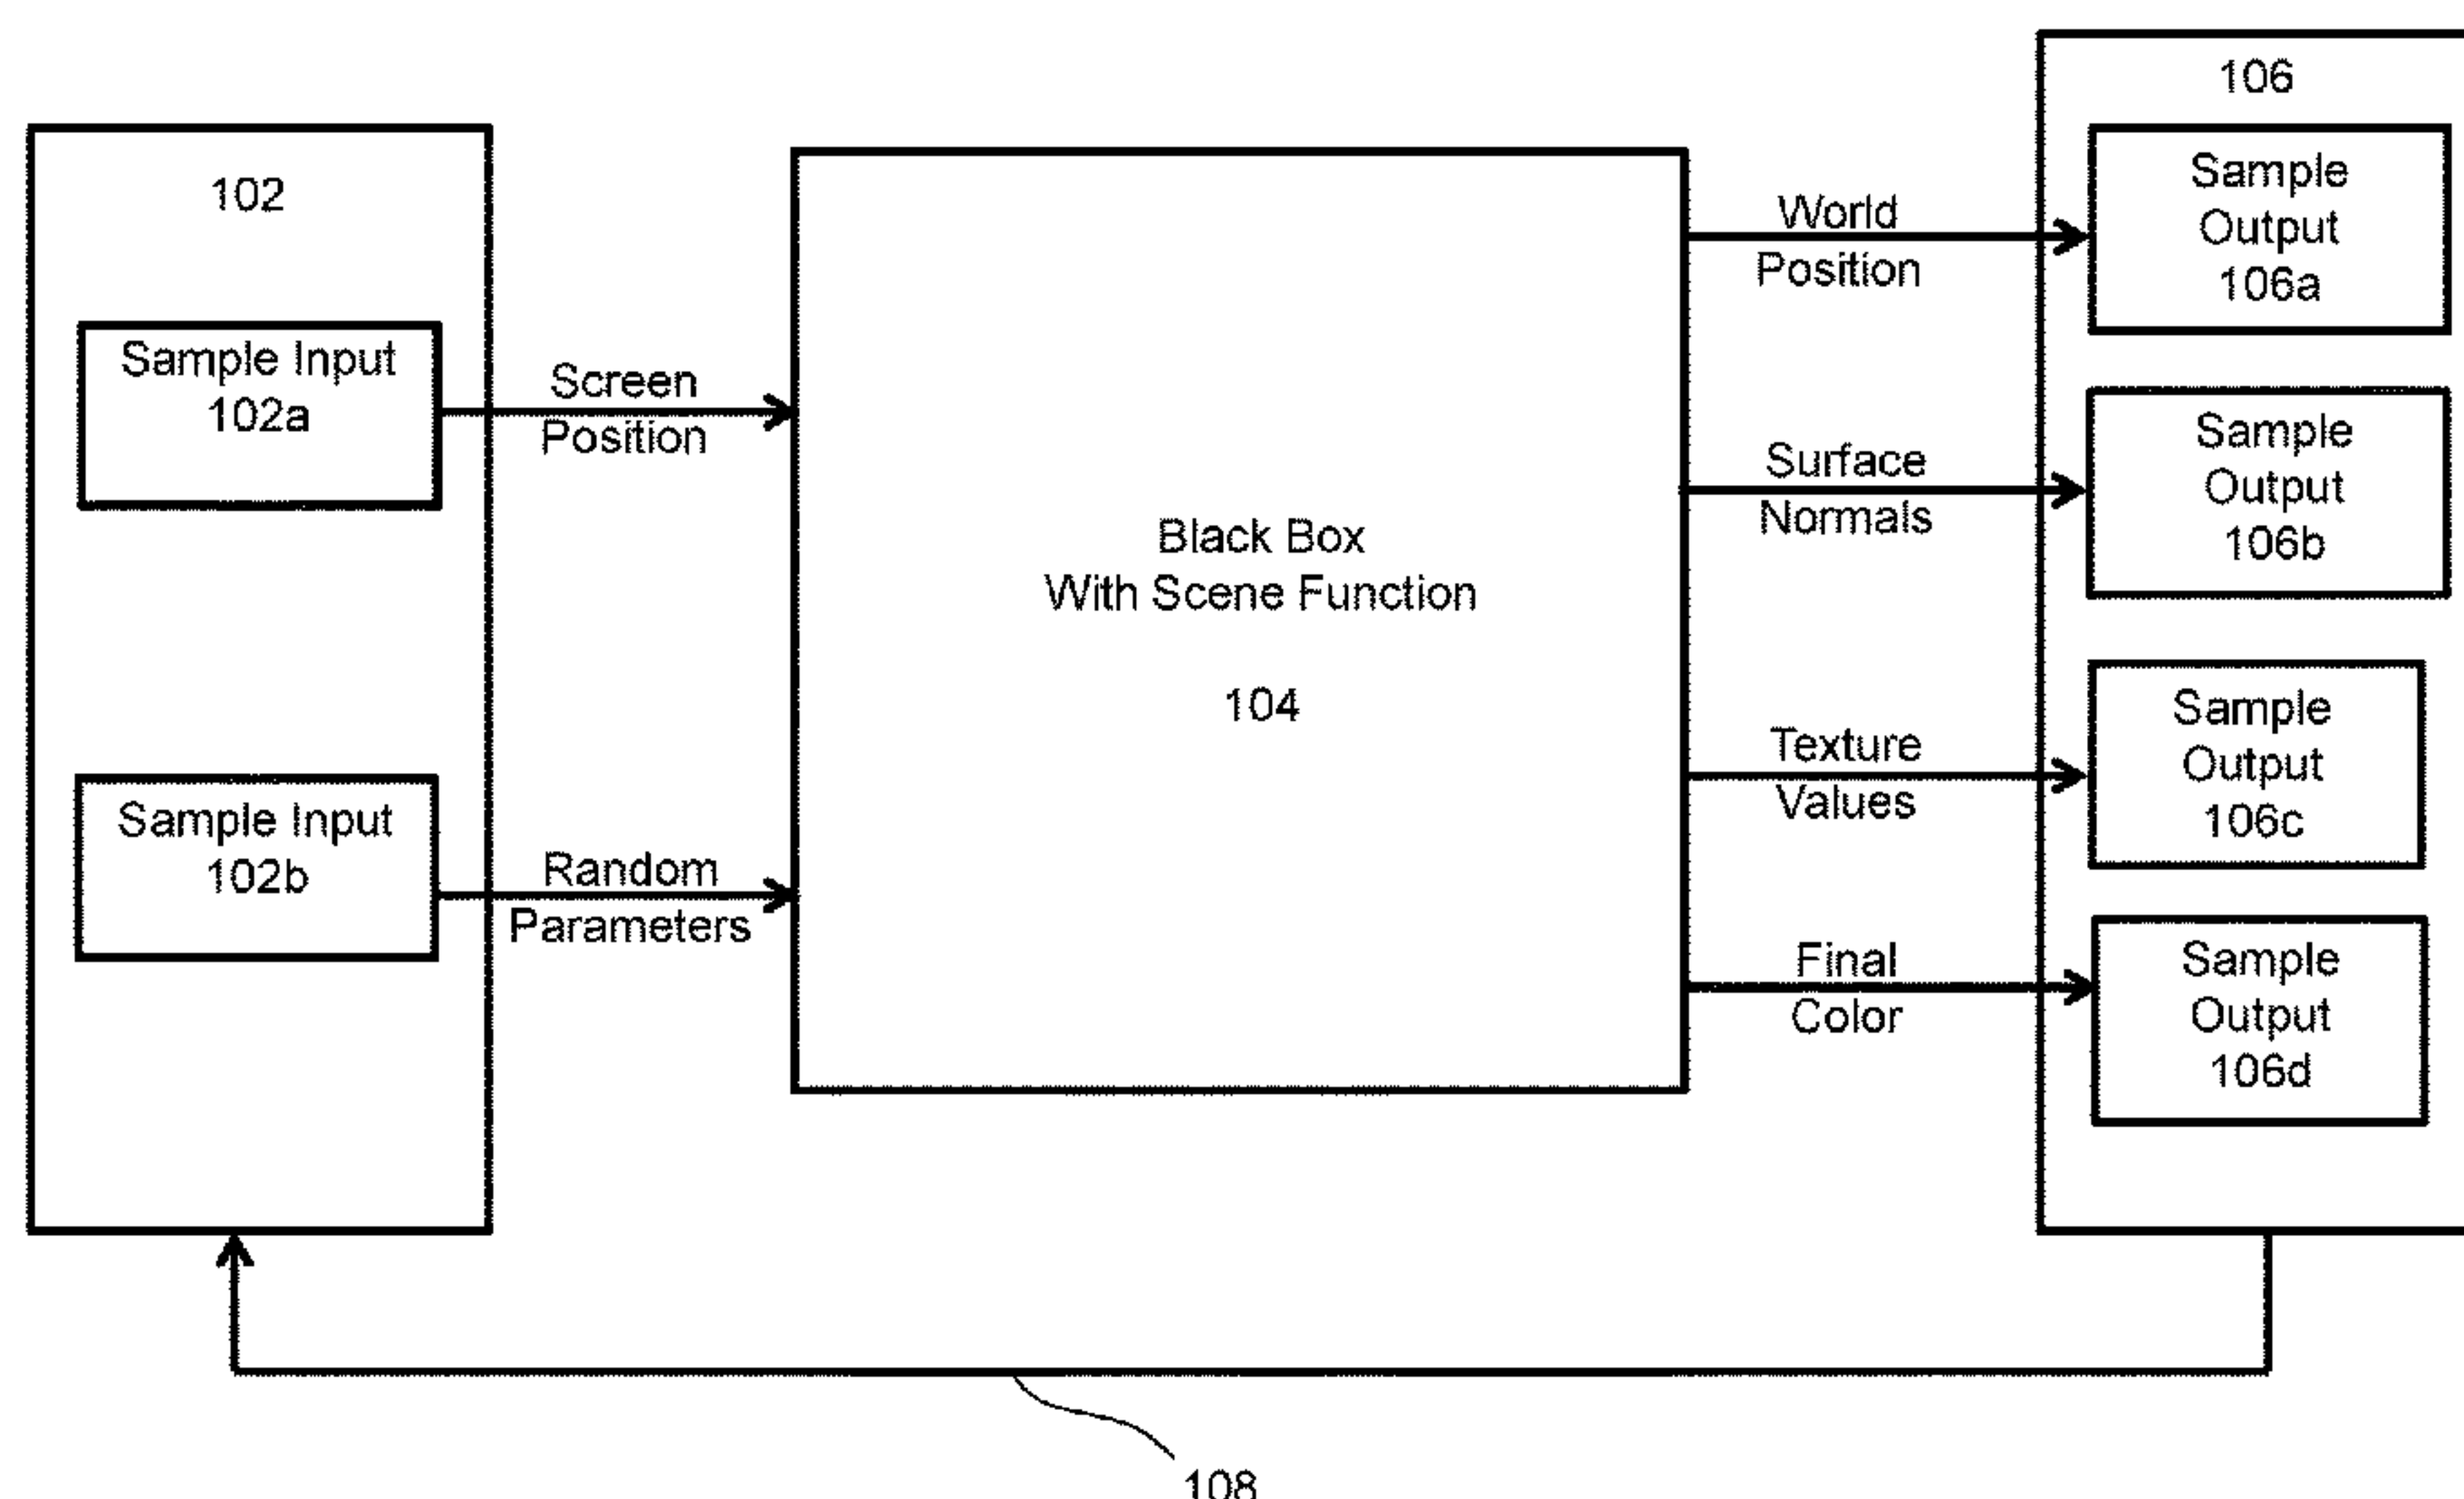 102
Sample Input
102a
Sample Input
102b
Screen
Position
Random
Parameters
Black Box
With Scene Function
104
World
Position
Surface
Normals
Texture
Values
Final
Color
106
Sample
Output
106a
Sample
Output
106b
Sample
Output
106c
Sample
Output
106d
108